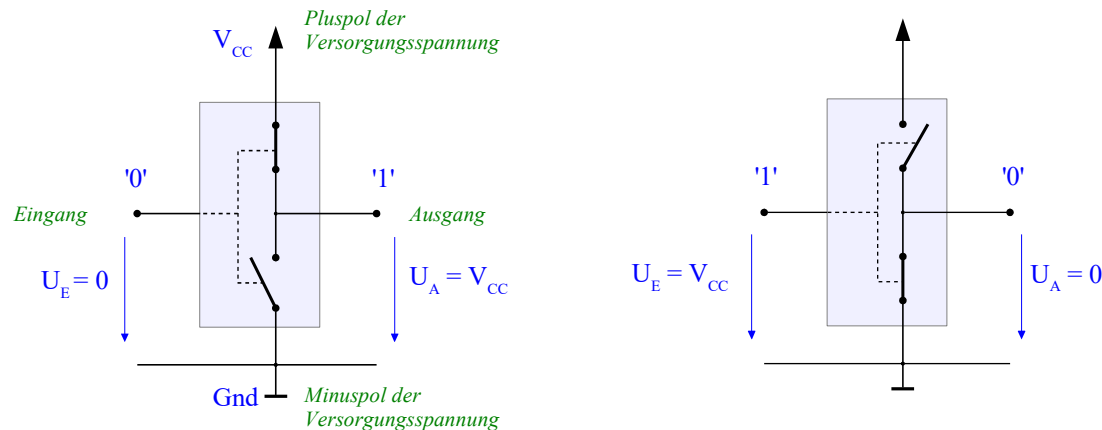 V_CC
Pluspol der
Versorgungsspannung
'0'
'1'
Eingang
Ausgang
U_E = 0
U_A = V_CC
Gnd
Minuspol der
Versorgungsspannung
'1'
'0'
U_E = V_CC
U_A = 0